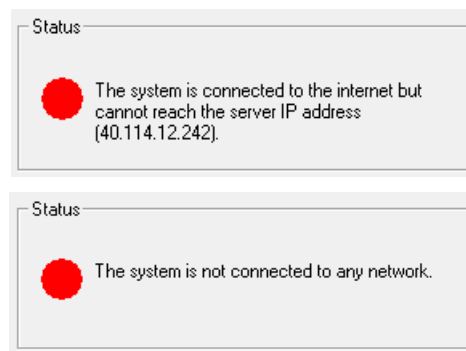 Status
The system is connected to the internet but
cannot reach the server IP address
(40.114.12.242).
Status
The system is not connected to any network.